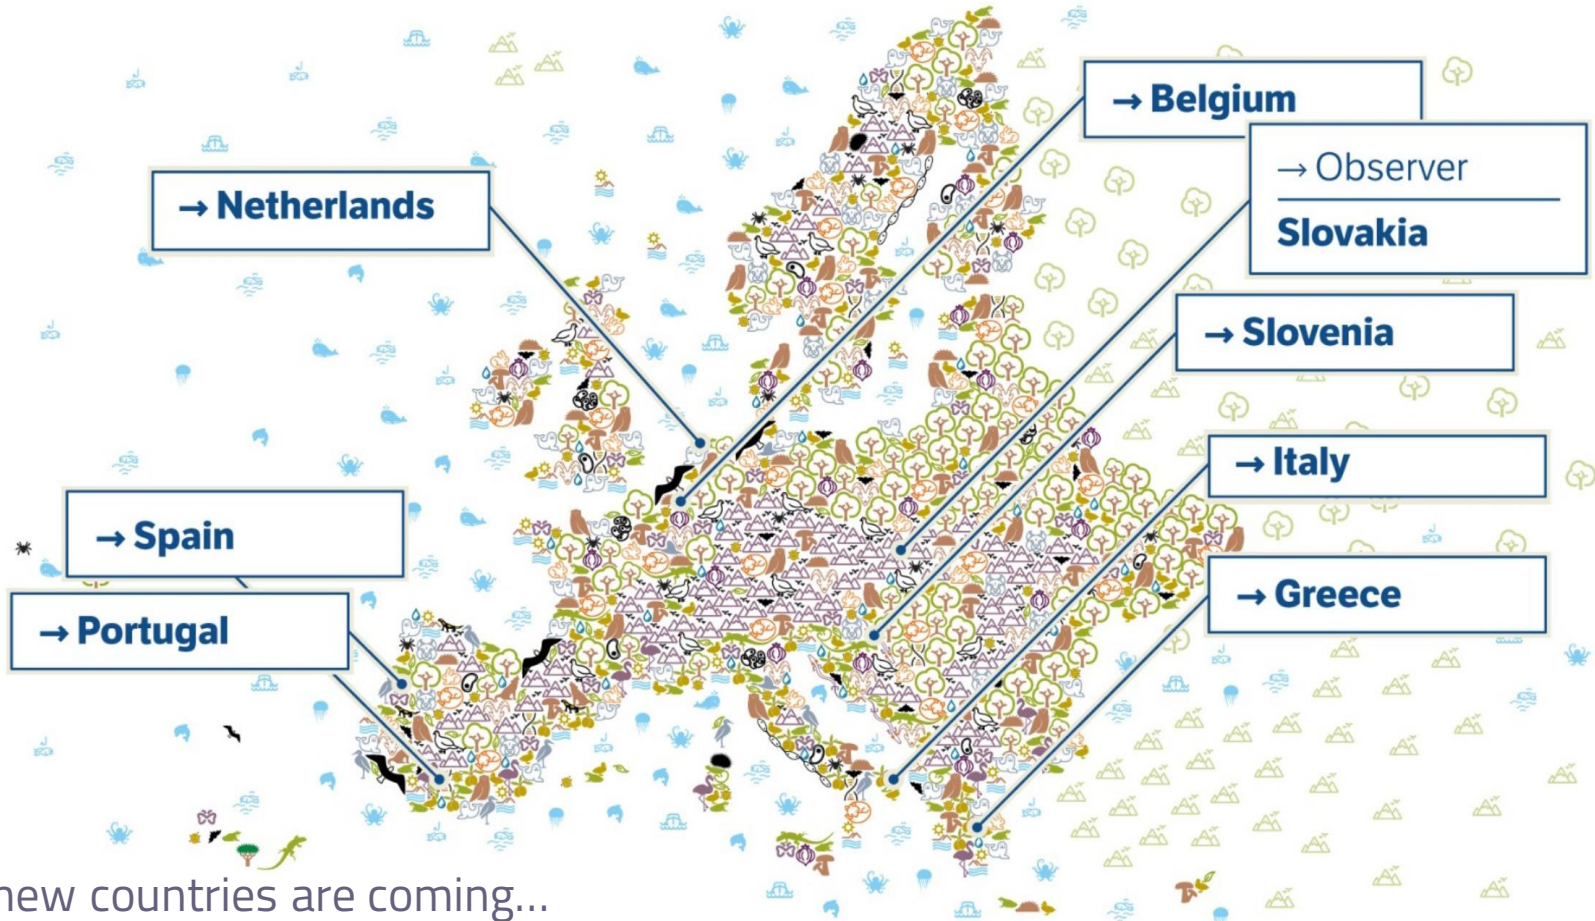 → Belgium
→ Observer
Slovakia
→ Netherlands
→ Slovenia
→ Italy
→ Spain
→ Greece
→ Portugal
new countries are coming...